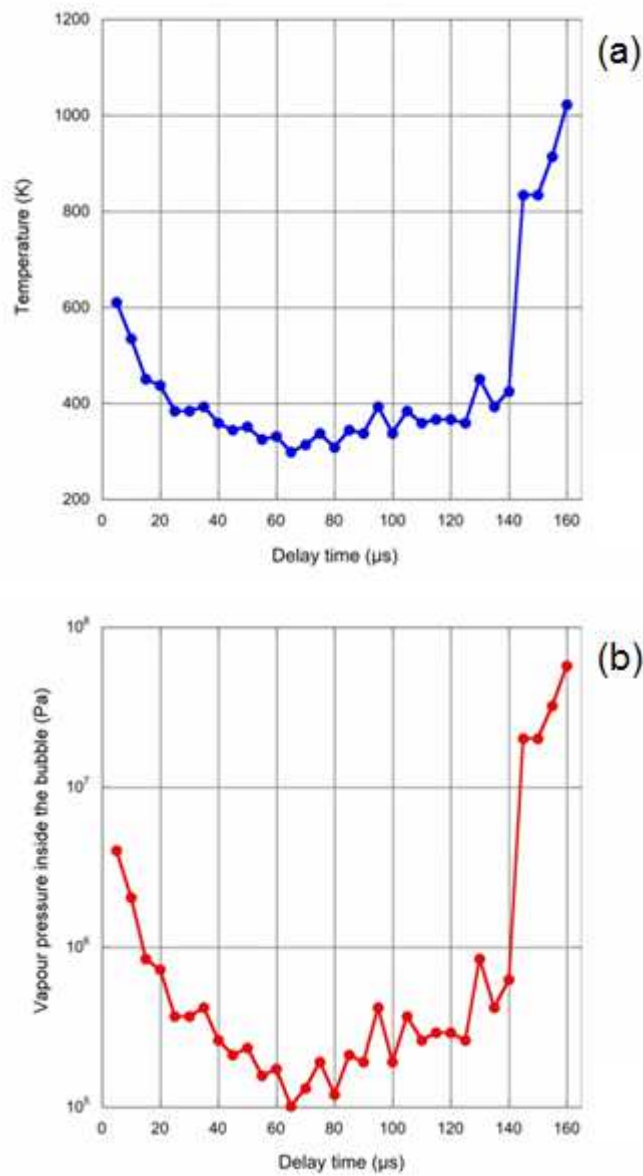 (a)
Temperature (K)
1200
1000
800
600
400
200
0 20 40 60 80 100 120 140 160
Delay time (µs)
(b)
Vapour pressure inside the bubble (Pa)
10⁸
10⁷
10⁶
10⁵
0 20 40 60 80 100 120 140 160
Delay time (µs)